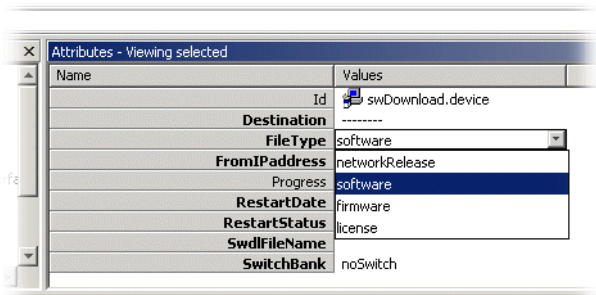 Attributes - Viewing selected
Name Values
Id swDownload.device
Destination --------
FileType software
FromIPaddress networkRelease
Progress software
RestartDate firmware
RestartStatus license
SwdlFileName
SwitchBank noSwitch